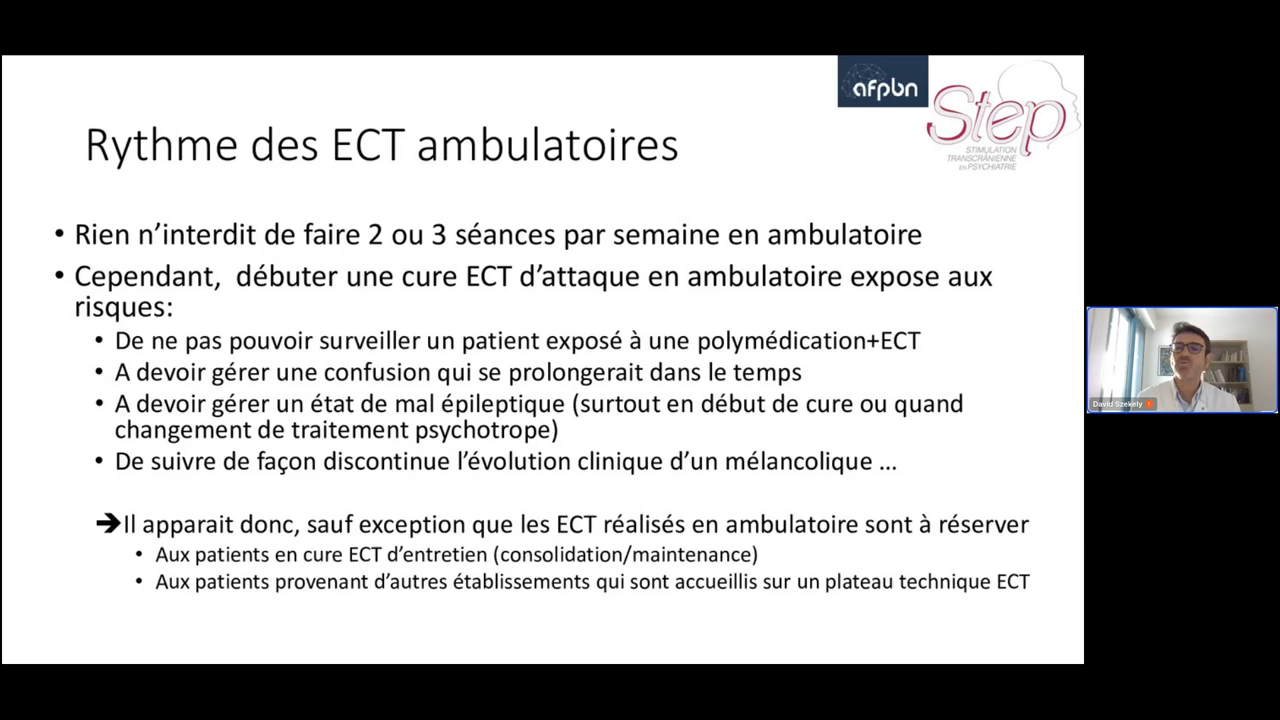 afpbn
Step
STIMULATION
TRANSCRÂNIENNE
EN PSYCHIATRIE
Rythme des ECT ambulatoires
• Rien n’interdit de faire 2 ou 3 séances par semaine en ambulatoire
• Cependant,  débuter une cure ECT d’attaque en ambulatoire expose aux
risques:
• De ne pas pouvoir surveiller un patient exposé à une polymédication+ECT
• A devoir gérer une confusion qui se prolongerait dans le temps
• A devoir gérer un état de mal épileptique (surtout en début de cure ou quand
changement de traitement psychotrope)
• De suivre de façon discontinue l’évolution clinique d’un mélancolique ...
➔Il apparait donc, sauf exception que les ECT réalisés en ambulatoire sont à réserver
• Aux patients en cure ECT d’entretien (consolidation/maintenance)
• Aux patients provenant d’autres établissements qui sont accueillis sur un plateau technique ECT
David Szekely